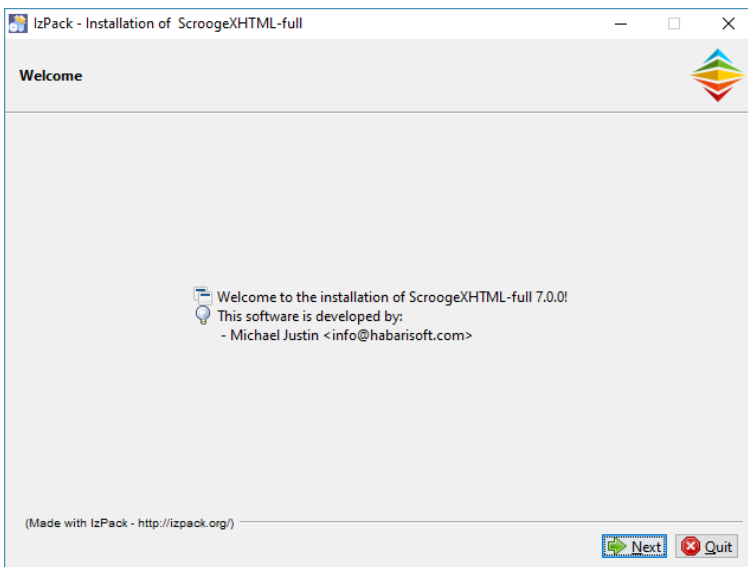 IzPack - Installation of ScroogeXHTML-full
Welcome
Welcome to the installation of ScroogeXHTML-full 7.0.0!
This software is developed by:
- Michael Justin <info@habarisoft.com>
(Made with IzPack - http://izpack.org/)
Next Quit